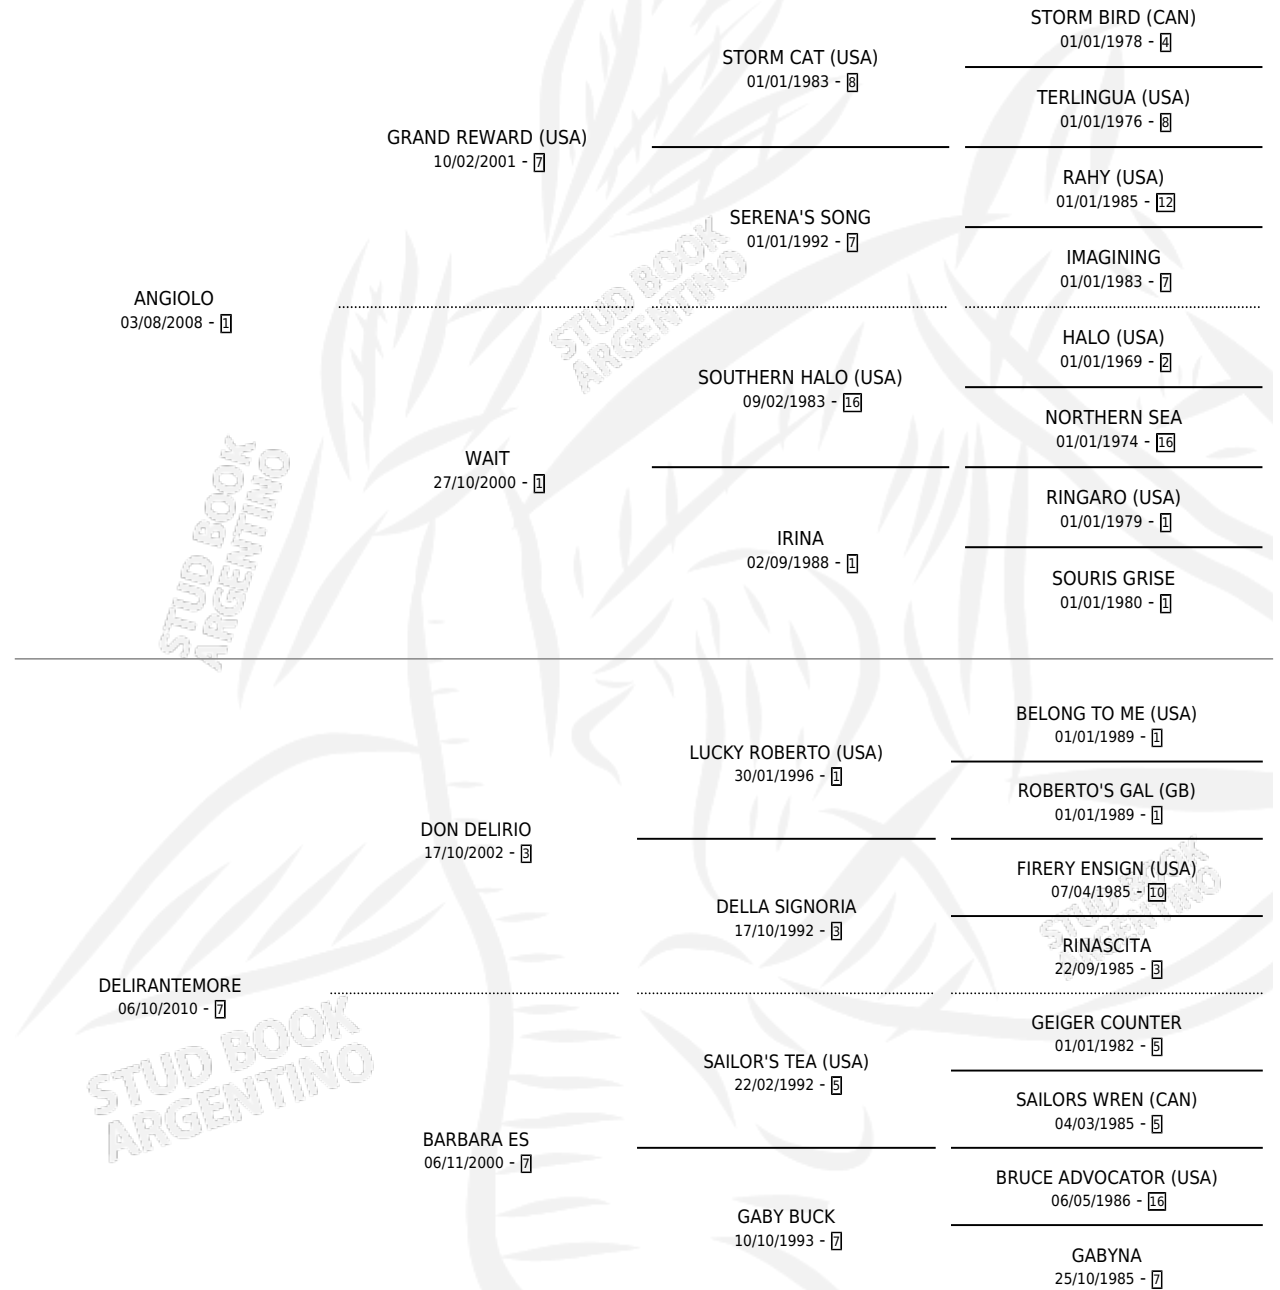 STORM BIRD (CAN)
01/01/1978 - 4
STORM CAT (USA)
01/01/1983 - 8
TERLINGUA (USA)
01/01/1976 - 8
GRAND REWARD (USA)
10/02/2001 - 7
RAHY (USA)
01/01/1985 - 12
SERENA'S SONG
01/01/1992 - 7
IMAGINING
01/01/1983 - 7
ANGIOLO
03/08/2008 - 1
HALO (USA)
01/01/1969 - 2
SOUTHERN HALO (USA)
09/02/1983 - 16
NORTHERN SEA
01/01/1974 - 16
WAIT
27/10/2000 - 1
RINGARO (USA)
01/01/1979 - 1
IRINA
02/09/1988 - 1
SOURIS GRISE
01/01/1980 - 1
STUD BOOK
ARGENTINO
STUD BOOK
ARGENTINO
BELONG TO ME (USA)
01/01/1989 - 1
LUCKY ROBERTO (USA)
30/01/1996 - 1
ROBERTO'S GAL (GB)
01/01/1989 - 1
DON DELIRIO
17/10/2002 - 3
FIRERY ENSIGN (USA)
07/04/1985 - 10
DELLA SIGNORIA
17/10/1992 - 3
RINASCITA
22/09/1985 - 3
DELIRANTEMORE
06/10/2010 - 7
GEIGER COUNTER
01/01/1982 - 5
SAILOR'S TEA (USA)
22/02/1992 - 5
SAILORS WREN (CAN)
04/03/1985 - 5
BARBARA ES
06/11/2000 - 7
BRUCE ADVOCATOR (USA)
06/05/1986 - 16
GABY BUCK
10/10/1993 - 7
GABYNA
25/10/1985 - 7
STUD BOOK
ARGENTINO
STUD BOOK
ARGENTINO